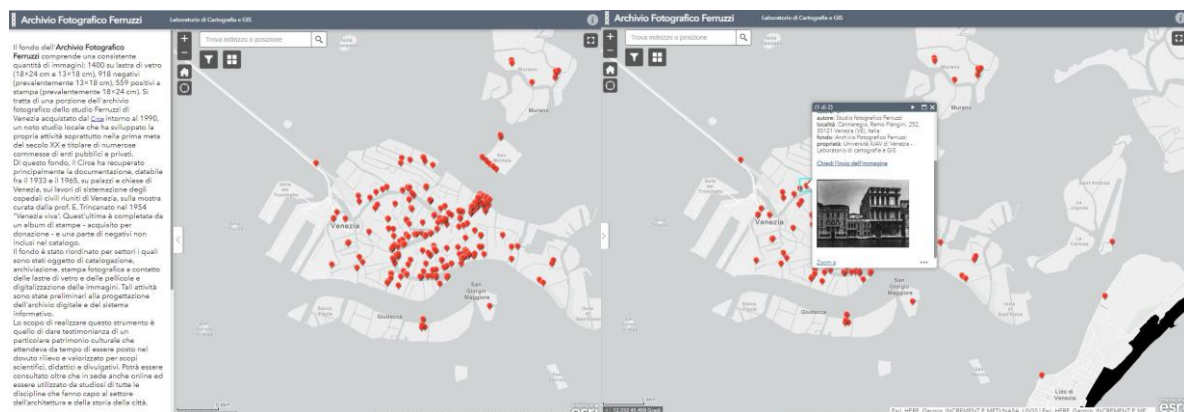 Archivio Fotografico Ferruzzi
Laboratorio di Cartografia e GIS
Il fondo dell'Archivio Fotografico
Ferruzzi comprende una consistente
quantità di immagini: 1400 su lastra di vetro
(18×24 cm e 13×18 cm), 918 negativi
(prevalentemente 13×18 cm), 559 positivi a
stampa (prevalentemente 18×24 cm). Si
tratta di una porzione dell'archivio
fotografico dello studio Ferruzzi di
Venezia acquistato dal Circe intorno al 1990,
un noto studio locale che ha sviluppato la
propria attività soprattutto nella prima metà
del secolo XX e titolare di numerose
commesse di enti pubblici e privati.
Di questo fondo, il Circe ha recuperato
principalmente la documentazione, databile
fra il 1933 e il 1965, su palazzi e chiese di
Venezia, sui lavori di sistemazione degli
ospedali civili riuniti di Venezia, sulla mostra
curata dalla prof. E. Trincanato nel 1954
"Venezia viva". Quest'ultima è completata da
un album di stampe - acquisito per
donazione - e una parte di negativi non
inclusi nel catalogo.
Il fondo è stato riordinato per settori i quali
sono stati oggetto di catalogazione,
archiviazione, stampa fotografica a contatto
delle lastre di vetro e delle pellicole e
digitalizzazione delle immagini. Tali attività
sono state preliminari alla progettazione
dell'archivio digitale e del sistema
informativo.
Lo scopo di realizzare questo strumento è
quello di dare testimonianza di un
particolare patrimonio culturale che
attendeva da tempo di essere posto nel
dovuto rilievo e valorizzato per scopi
scientifici, didattici e divulgativi. Potrà essere
consultato oltre che in sede anche online ed
essere utilizzato da studiosi di tutte le
discipline che fanno capo al settore
dell'architettura e della storia della città.
Trova indirizzo o posizione
Murano
Murano
San
Michele
Venezia
San
Giorgio
Maggiore
Giudecca
esri
Archivio Fotografico Ferruzzi
Laboratorio di Cartografia e GIS
Trova indirizzo o posizione
Murano
Murano
(1 di 2)
autore: Studio fotografico Ferruzzi
località: Cannaregio, Remo Flangini, 252,
30121 Venezia (VE), Italia
fondo: Archivio Fotografico Ferruzzi
proprietà: Università IUAV di Venezia -
Laboratorio di cartografia e GIS
Chiedi l'invio dell'immagine
Zoom a
Venezia
Sant'Andrea
La
Certosa
San
Giorgio
Maggiore
Giudecca
Lido di
Venezia
esri